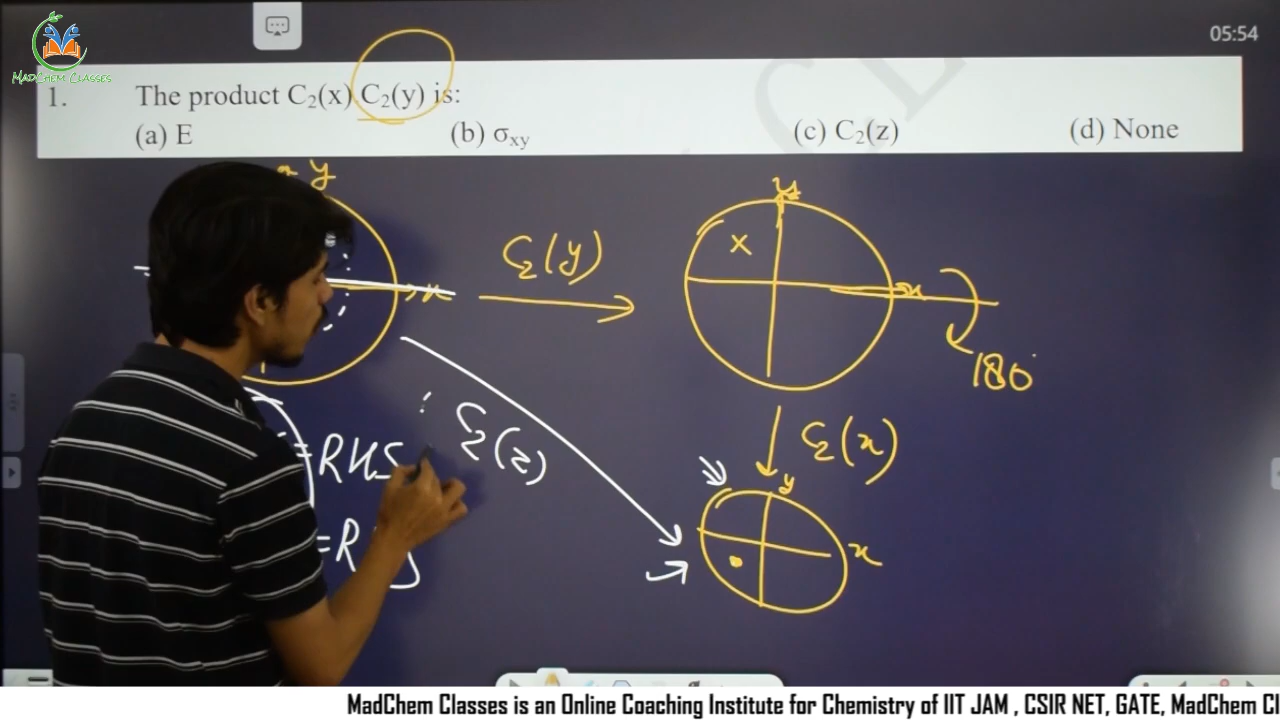 MADCHEM CLASSES
05:54
1. The product C₂(x) C₂(y) is:
(a) E (b) σxy (c) C₂(z) (d) None
y
x
C₂(y)
y
x
180°
C₂(x)
C₂(z)
= RHS
=
y
x
MadChem Classes is an Online Coaching Institute for Chemistry of IIT JAM , CSIR NET, GATE, MadChem Cl